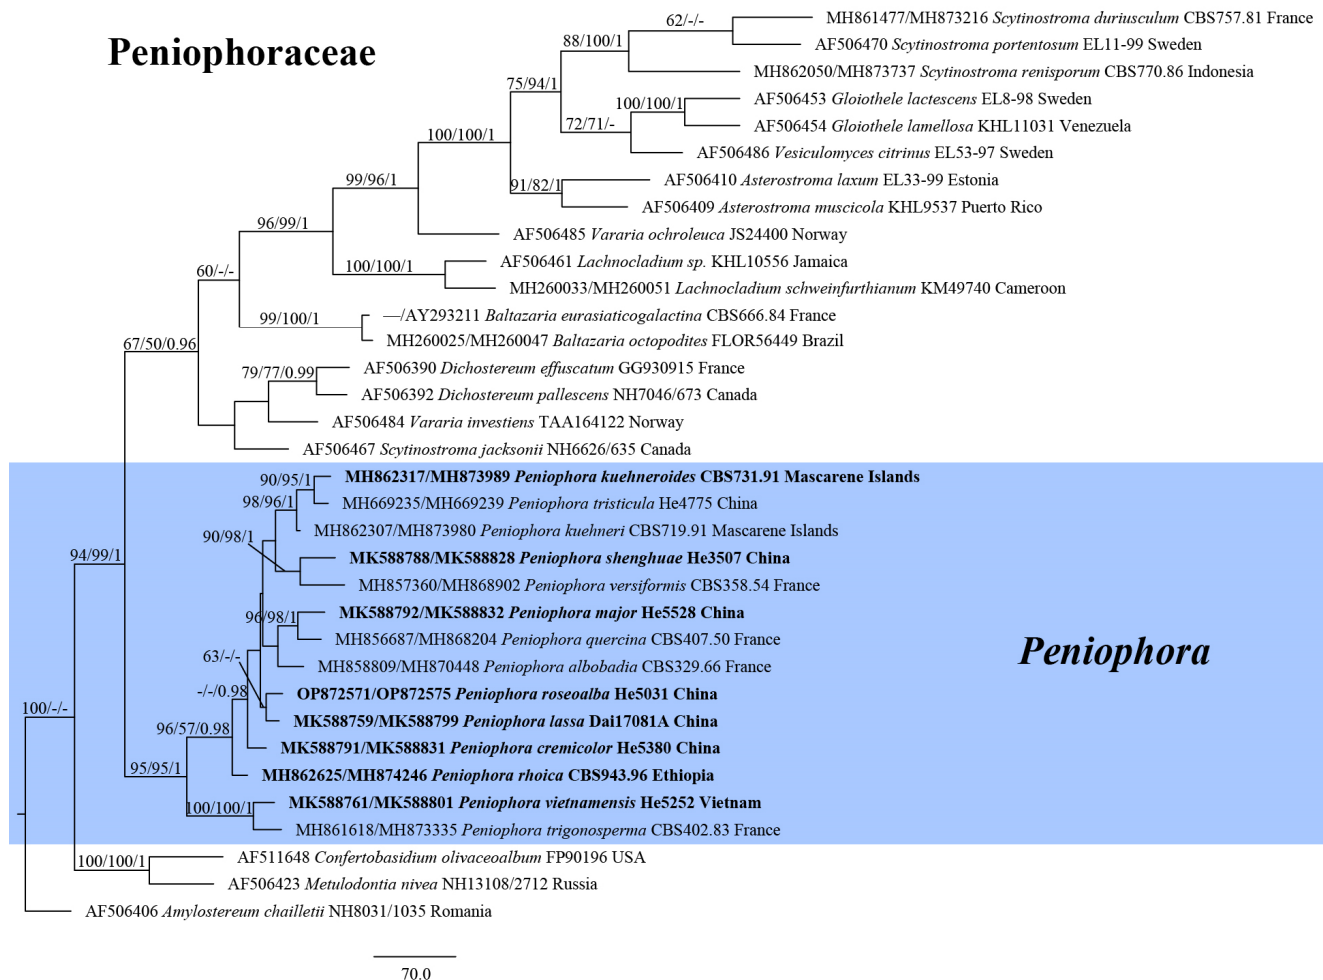 Peniophoraceae
62/-/-
MH861477/MH873216 Scytinostroma duriusculum CBS757.81 France
88/100/1
AF506470 Scytinostroma portentosum EL11-99 Sweden
MH862050/MH873737 Scytinostroma renisporum CBS770.86 Indonesia
75/94/1
100/100/1
AF506453 Gloiothele lactescens EL8-98 Sweden
72/71/-
AF506454 Gloiothele lamellosa KHL11031 Venezuela
100/100/1
AF506486 Vesiculomyces citrinus EL53-97 Sweden
99/96/1
91/82/1
AF506410 Asterostroma laxum EL33-99 Estonia
AF506409 Asterostroma muscicola KHL9537 Puerto Rico
96/99/1
AF506485 Vararia ochroleuca JS24400 Norway
100/100/1
AF506461 Lachnocladium sp. KHL10556 Jamaica
60/-/-
MH260033/MH260051 Lachnocladium schweinfurthianum KM49740 Cameroon
99/100/1
—/AY293211 Baltazaria eurasiaticogalactina CBS666.84 France
MH260025/MH260047 Baltazaria octopodites FLOR56449 Brazil
67/50/0.96
79/77/0.99
AF506390 Dichostereum effuscatum GG930915 France
AF506392 Dichostereum pallescens NH7046/673 Canada
AF506484 Vararia investiens TAA164122 Norway
AF506467 Scytinostroma jacksonii NH6626/635 Canada
90/95/1
MH862317/MH873989 Peniophora kuehneroides CBS731.91 Mascarene Islands
98/96/1
MH669235/MH669239 Peniophora tristicula He4775 China
MH862307/MH873980 Peniophora kuehneri CBS719.91 Mascarene Islands
90/98/1
94/99/1
MK588788/MK588828 Peniophora shenghuae He3507 China
MH857360/MH868902 Peniophora versiformis CBS358.54 France
96/98/1
MK588792/MK588832 Peniophora major He5528 China
MH856687/MH868204 Peniophora quercina CBS407.50 France
Peniophora
63/-/-
MH858809/MH870448 Peniophora albobadia CBS329.66 France
-/-/0.98
OP872571/OP872575 Peniophora roseoalba He5031 China
100/-/-
MK588759/MK588799 Peniophora lassa Dai17081A China
96/57/0.98
MK588791/MK588831 Peniophora cremicolor He5380 China
95/95/1
MH862625/MH874246 Peniophora rhoica CBS943.96 Ethiopia
100/100/1
MK588761/MK588801 Peniophora vietnamensis He5252 Vietnam
MH861618/MH873335 Peniophora trigonosperma CBS402.83 France
100/100/1
AF511648 Confertobasidium olivaceoalbum FP90196 USA
AF506423 Metulodontia nivea NH13108/2712 Russia
AF506406 Amylostereum chailletii NH8031/1035 Romania
70.0